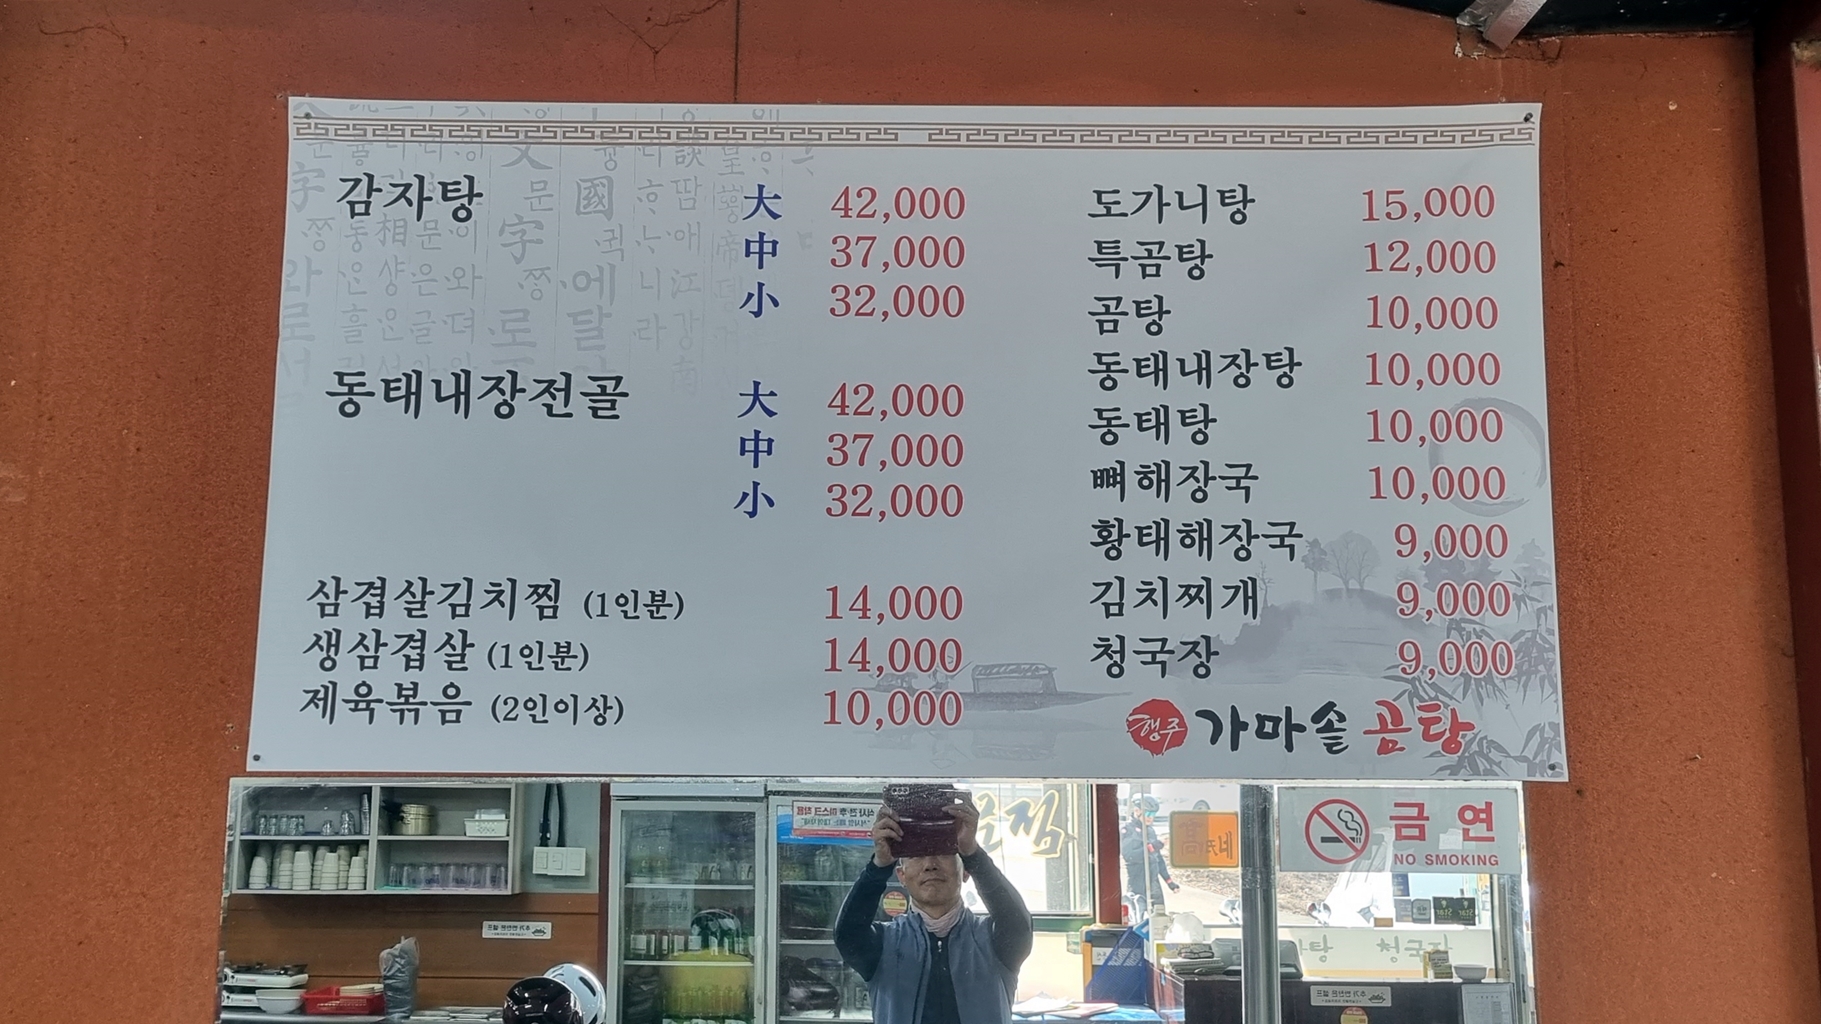 감자탕 大 42,000
中 37,000
小 32,000
동태내장전골 大 42,000
中 37,000
小 32,000
삼겹살김치찜 (1인분) 14,000
생삼겹살 (1인분) 14,000
제육볶음 (2인이상) 10,000
도가니탕 15,000
특곰탕 12,000
곰탕 10,000
동태내장탕 10,000
동태탕 10,000
뼈해장국 10,000
황태해장국 9,000
김치찌개 9,000
청국장 9,000
행주 가마솥 곰탕
금연
NO SMOKING